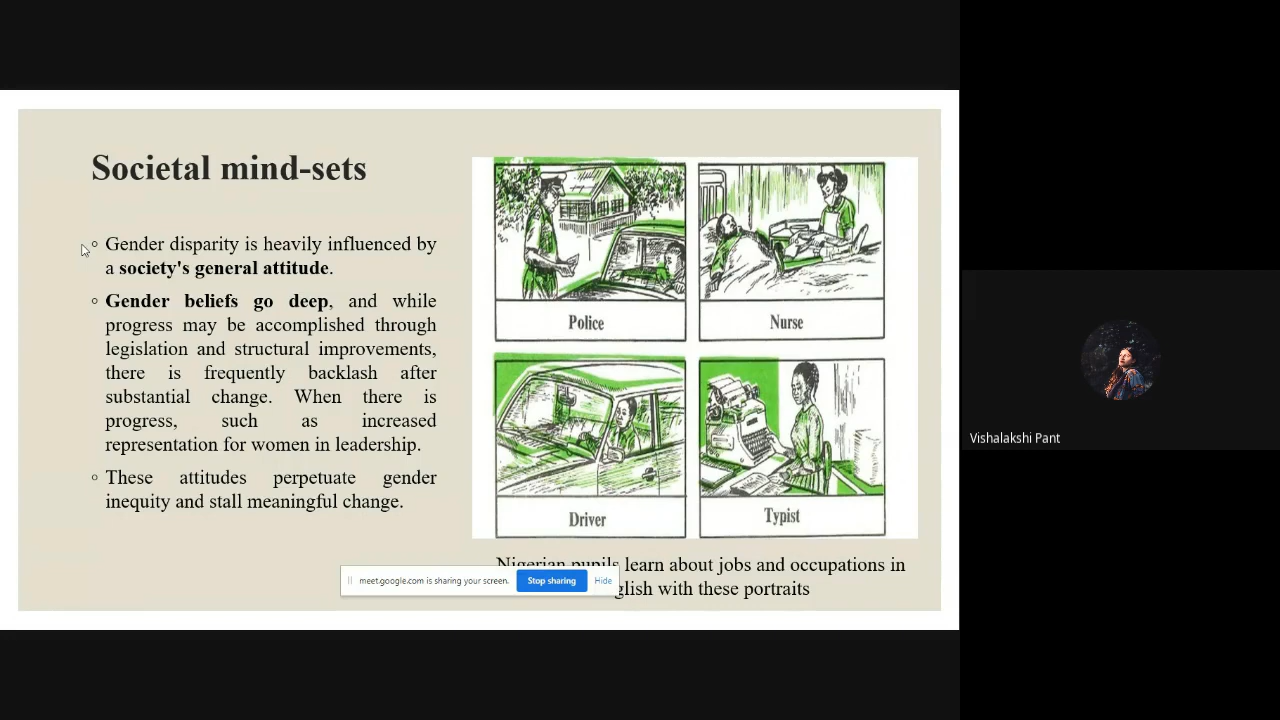 Societal mind-sets
Gender disparity is heavily influenced by
a society's general attitude.
Gender beliefs go deep, and while
progress may be accomplished through
legislation and structural improvements,
there is frequently backlash after
substantial change. When there is
progress, such as increased
representation for women in leadership.
These attitudes perpetuate gender
inequity and stall meaningful change.
Police
Nurse
Driver
Typist
Nigerian pupils learn about jobs and occupations in
glish with these portraits
meet.google.com is sharing your screen.
Stop sharing
Hide
Vishalakshi Pant